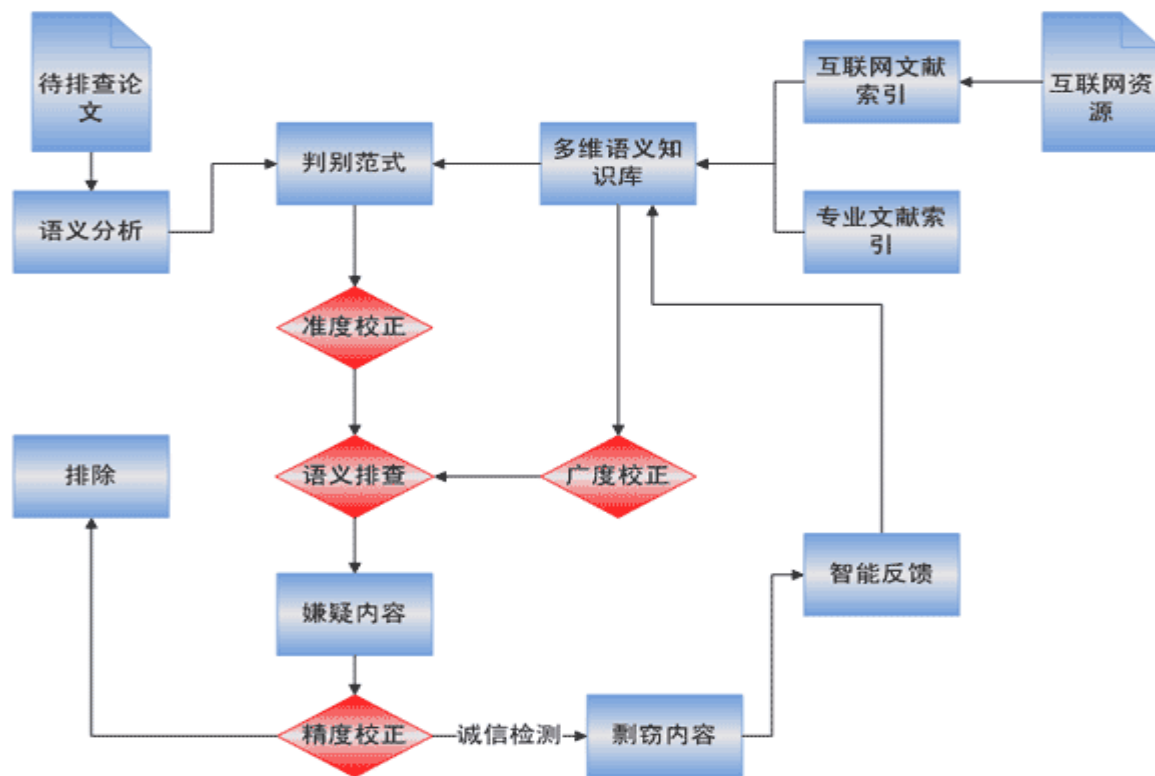 待排查论
文
互联网文献
索引
互联网资
源
判别范式
多维语义知
识库
语义分析
专业文献索
引
准度校正
排除
语义排查
广度校正
智能反馈
嫌疑内容
精度校正
诚信检测
剽窃内容